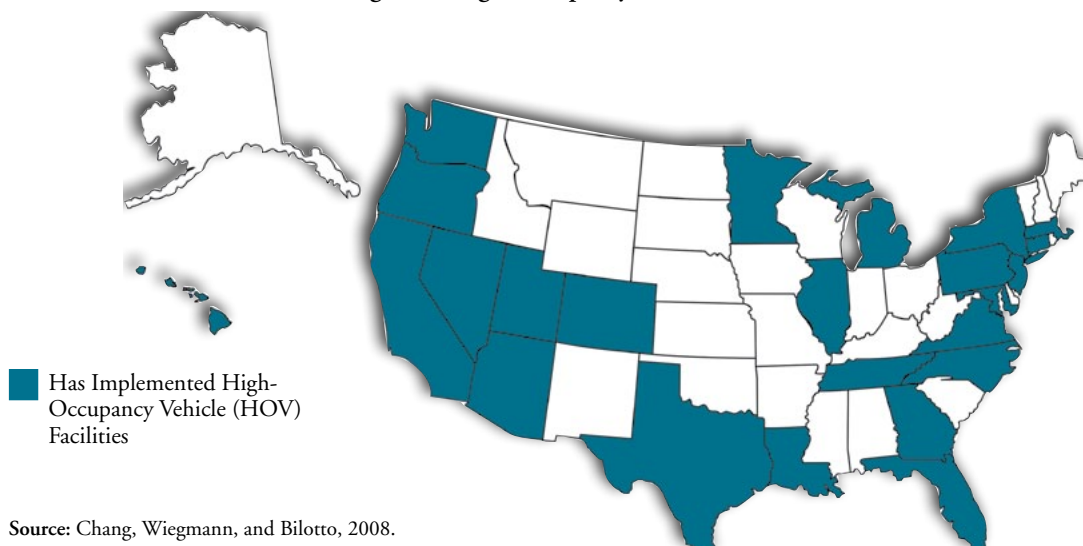 Has Implemented High-
Occupancy Vehicle (HOV)
Facilities
Source: Chang, Wiegmann, and Bilotto, 2008.